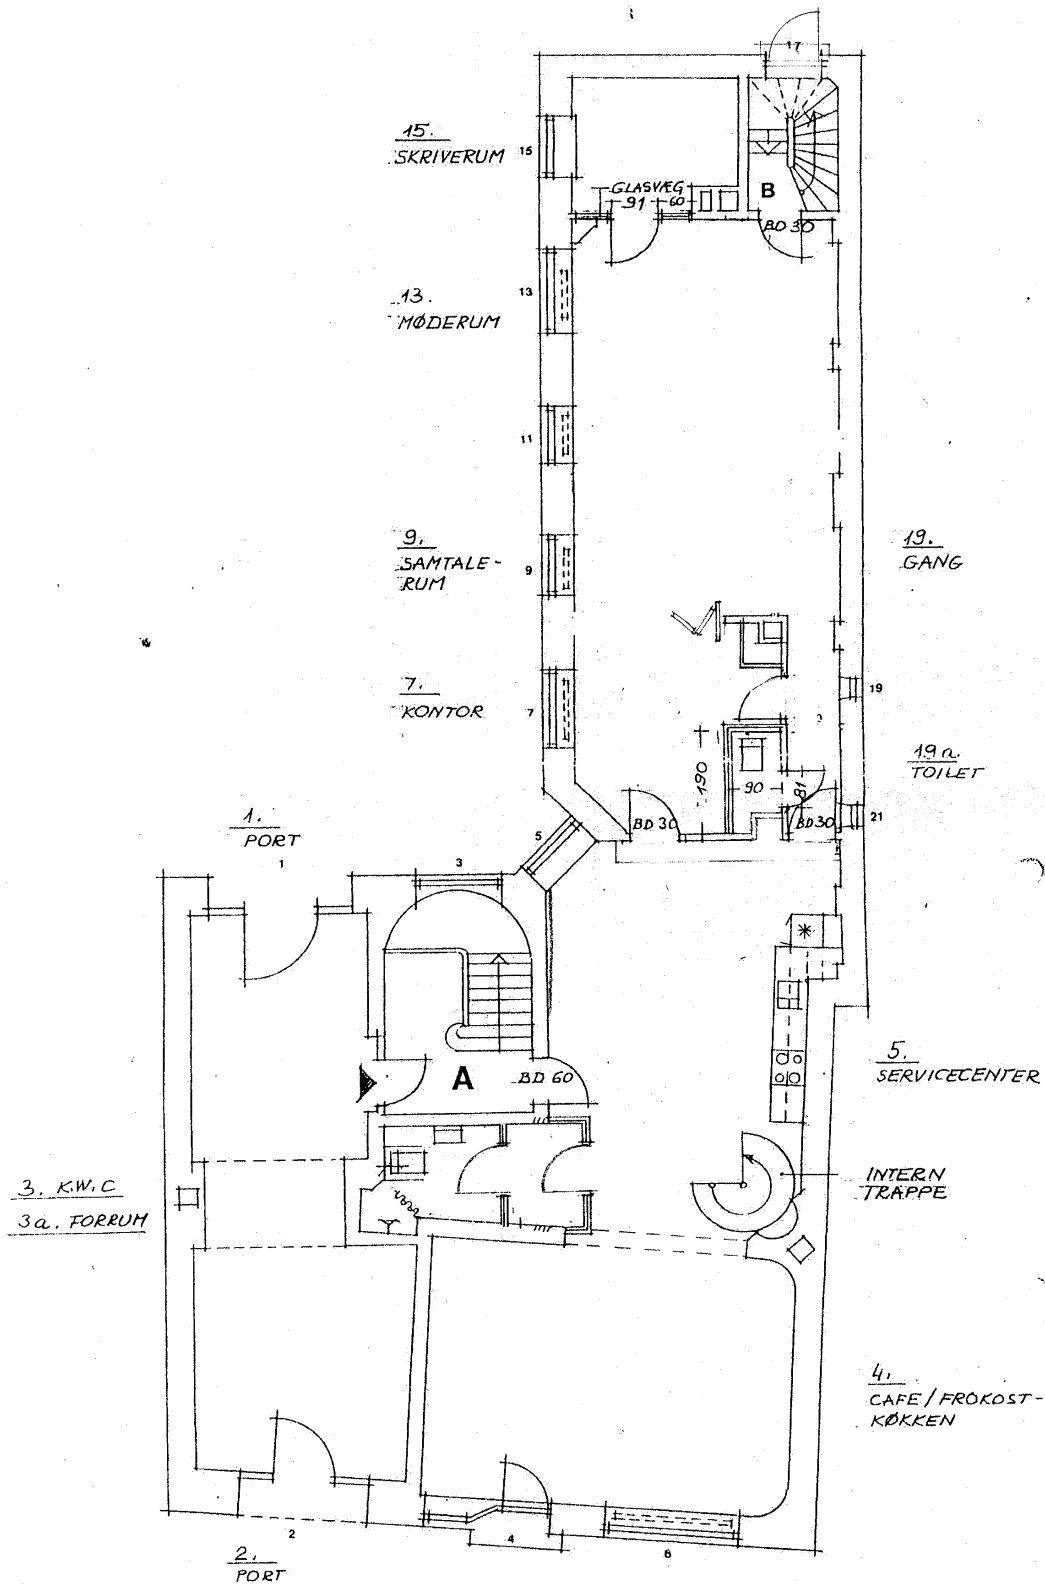 17
15.
SKRIVERUM
15
GLASVÆG
91
60
B
BD 30
13.
MØDERUM
13
11
9.
SAMTALE-
RUM
9
19.
GANG
7.
KONTOR
7
19
19a.
TOILET
190
90
81
BD 30
BD 30
21
1.
PORT
1
3
5
A
BD 60
5.
SERVICECENTER
INTERN
TRAPPE
3. K.W.C
3a. FORRUM
4.
CAFE/FROKOST-
KØKKEN
2
4
6
2.
PORT